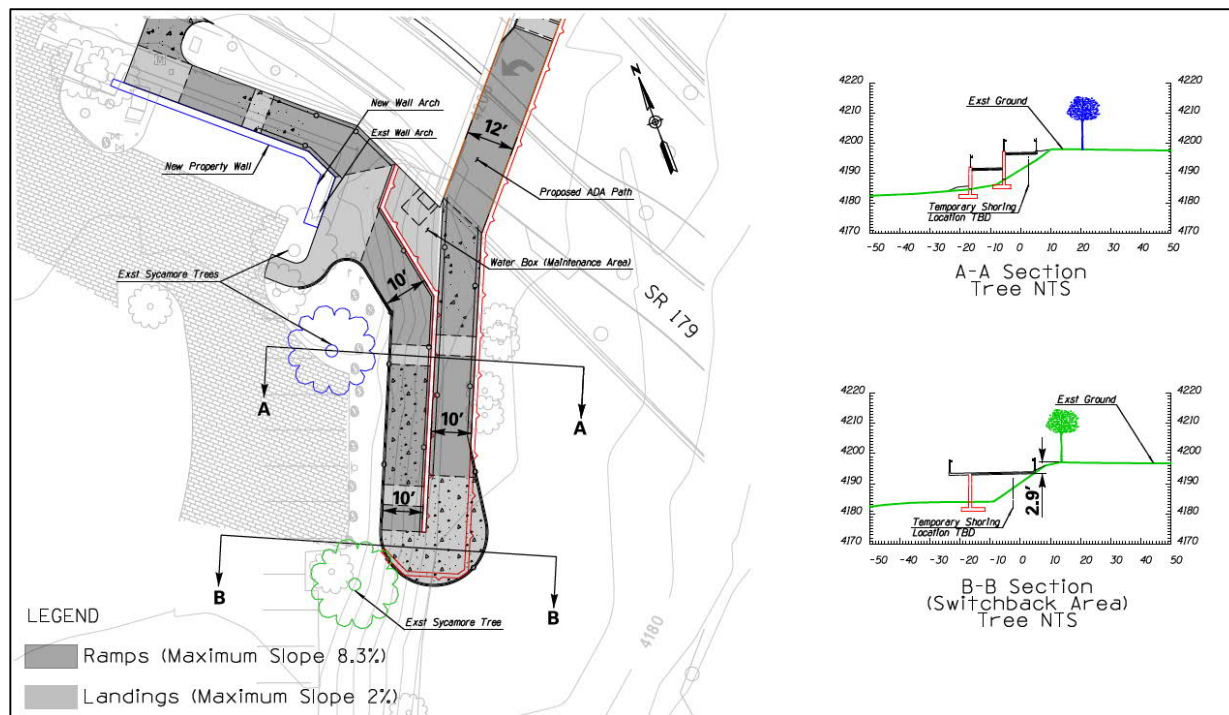 New Wall Arch
Exst Wall Arch
New Property Wall
N
12'
Proposed ADA Path
Water Box (Maintenance Area)
Exst Sycamore Trees
10'
SR 179
A
A
10'
10'
B
B
Exst Sycamore Tree
4180
LEGEND
Ramps (Maximum Slope 8.3%)
Landings (Maximum Slope 2%)
4220
4210
4200
4190
4180
4170
Exst Ground
Temporary Shoring
Location TBD
4220
4210
4200
4190
4180
4170
-50 -40 -30 -20 -10 0 10 20 30 40 50
A-A Section
Tree NTS
4220
4210
4200
4190
4180
4170
Exst Ground
2.9'
Temporary Shoring
Location TBD
4220
4210
4200
4190
4180
4170
-50 -40 -30 -20 -10 0 10 20 30 40 50
B-B Section
(Switchback Area)
Tree NTS